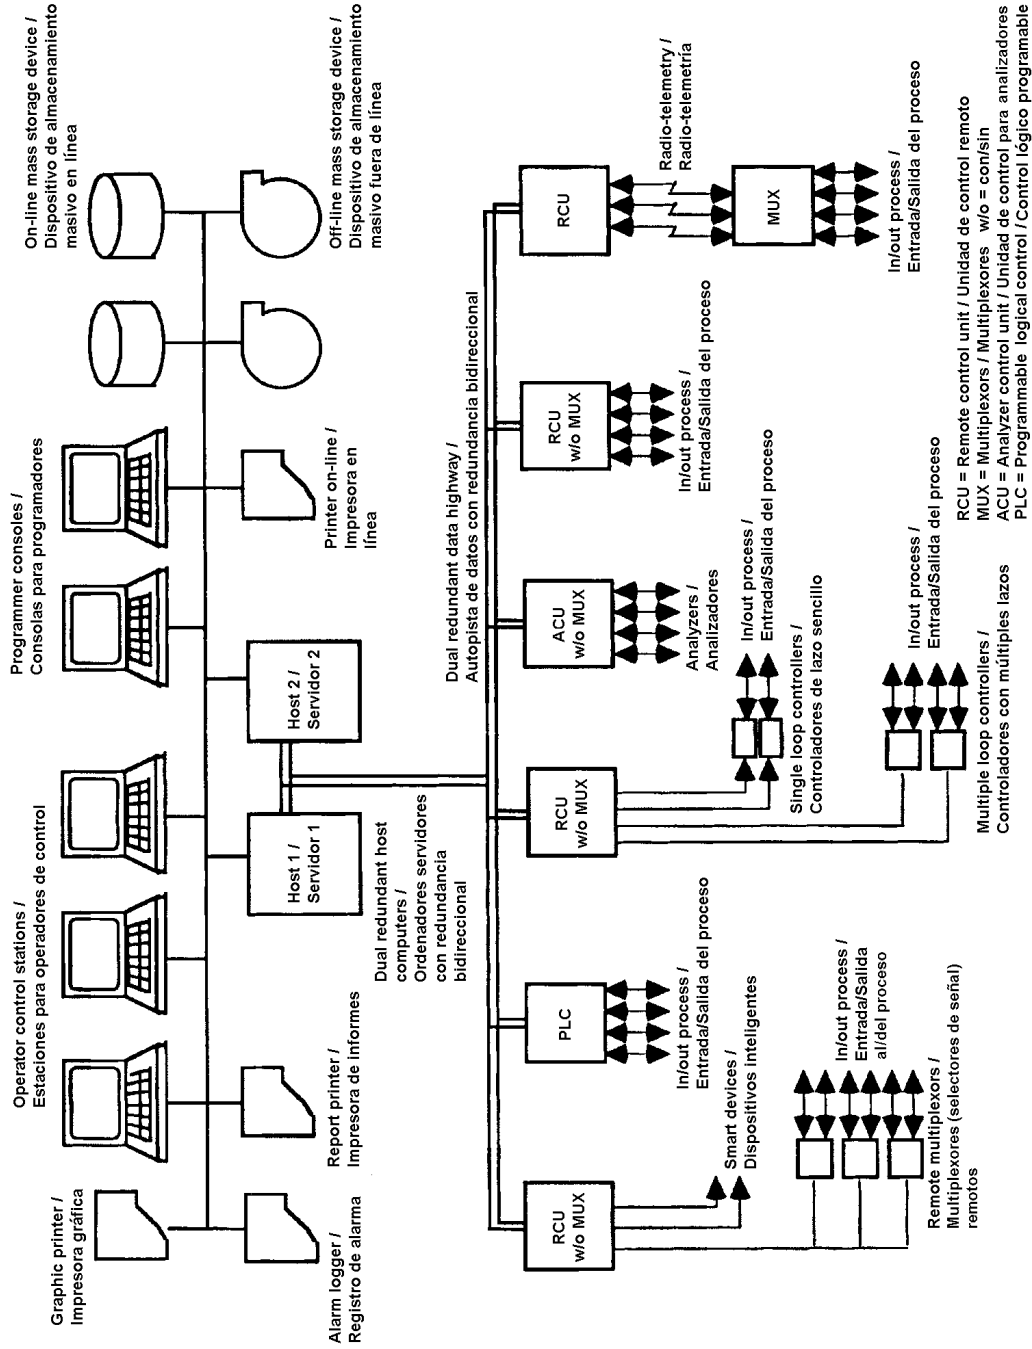 Graphic printer /
Impresora gráfica
Operator control stations /
Estaciones para operadores de control
Programmer consoles /
Consolas para programadores
On-line mass storage device /
Dispositivo de almacenamiento
masivo en línea
Alarm logger /
Registro de alarma
Report printer /
Impresora de informes
Host 1 /
Servidor 1
Host 2 /
Servidor 2
Printer on-line /
Impresora en
línea
Off-line mass storage device /
Dispositivo de almacenamiento
masivo fuera de línea
Dual redundant host
computers /
Ordenadores servidores
con redundancia
bidireccional
Dual redundant data highway /
Autopista de datos con redundancia bidireccional
RCU
w/o MUX
PLC
RCU
w/o MUX
ACU
w/o MUX
RCU
w/o MUX
RCU
Smart devices /
Dispositivos inteligentes
In/out process /
Entrada/Salida del proceso
Analyzers /
Analizadores
In/out process /
Entrada/Salida del proceso
Radio-telemetry /
Radio-telemetría
MUX
In/out process /
Entrada/Salida del proceso
Single loop controllers /
Controladores de lazo sencillo
In/out process /
Entrada/Salida
al/del proceso
Remote multiplexors /
Multiplexores (selectores de señal)
remotos
In/out process /
Entrada/Salida del proceso
Multiple loop controllers /
Controladores con múltiples lazos
In/out process /
Entrada/Salida del proceso
RCU = Remote control unit / Unidad de control remoto
MUX = Multiplexors / Multiplexores w/o = con/sin
ACU = Analyzer control unit / Unidad de control para analizadores
PLC = Programmable logical control / Control lógico programable